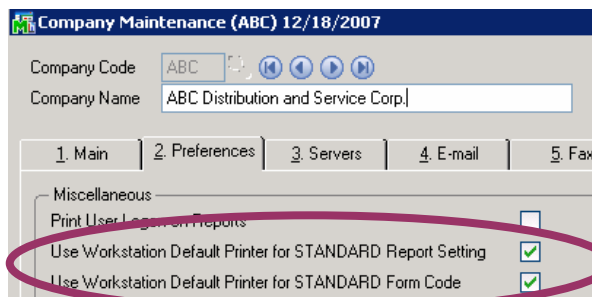 Company Maintenance (ABC) 12/18/2007
Company Code ABC
Company Name ABC Distribution and Service Corp.
1. Main 2. Preferences 3. Servers 4. E-mail 5. Fax
Miscellaneous
Print User Logon on Reports
Use Workstation Default Printer for STANDARD Report Setting
Use Workstation Default Printer for STANDARD Form Code